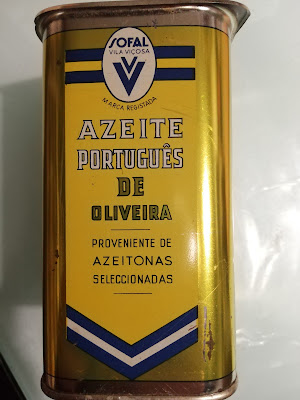 SOFAL
VILA VIÇOSA
V
MARCA REGISTADA
AZEITE
PORTUGUÊS
DE
OLIVEIRA
PROVENIENTE DE
AZEITONAS
SELECCIONADAS